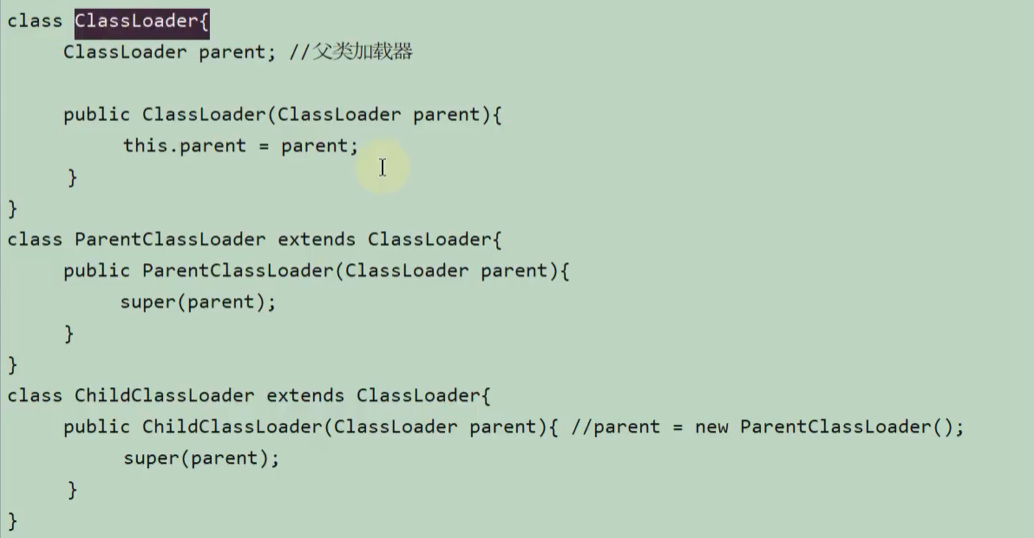 class ClassLoader{
ClassLoader parent; //父类加载器
public ClassLoader(ClassLoader parent){
this.parent = parent;
}
}
class ParentClassLoader extends ClassLoader{
public ParentClassLoader(ClassLoader parent){
super(parent);
}
}
class ChildClassLoader extends ClassLoader{
public ChildClassLoader(ClassLoader parent){ //parent = new ParentClassLoader();
super(parent);
}
}